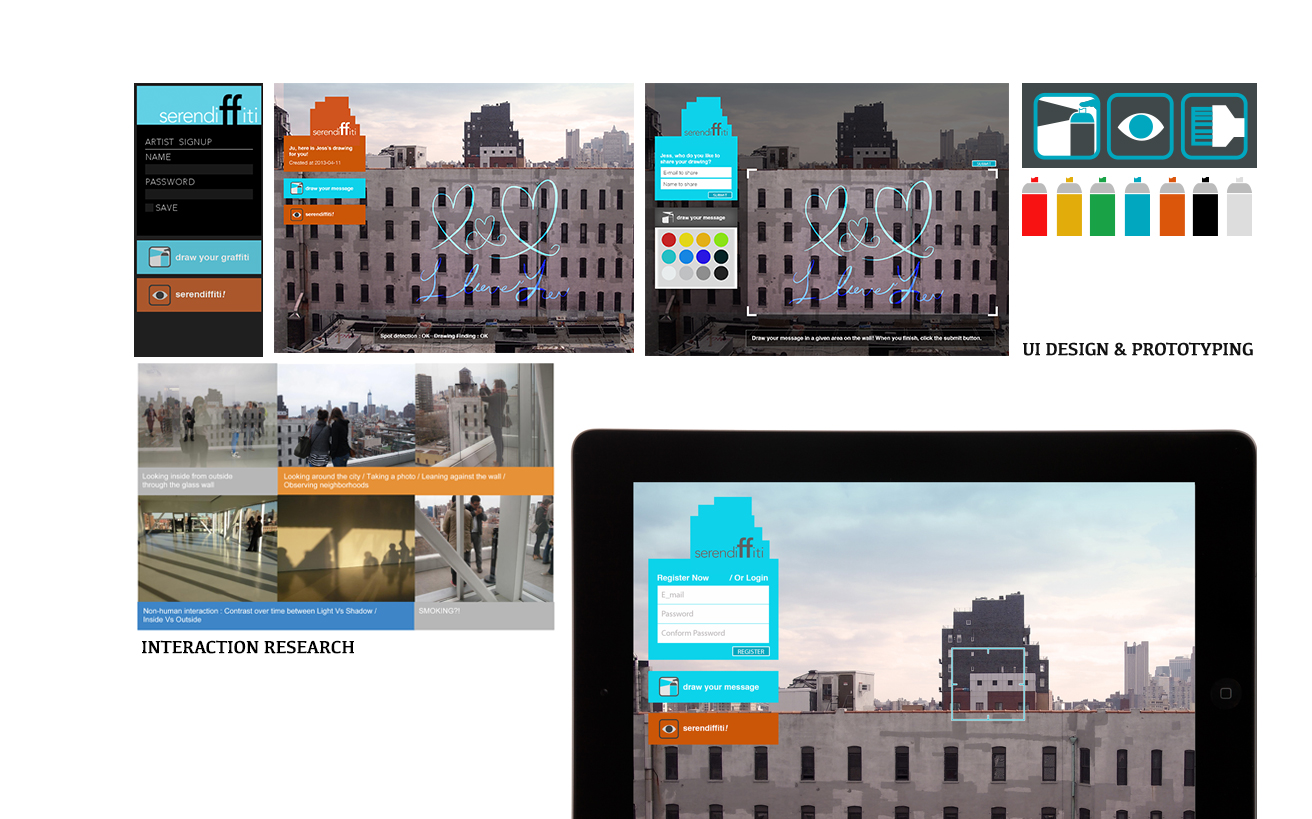 serendiffiti
ARTIST SIGNUP
NAME
PASSWORD
SAVE
draw your graffiti
serendiffiti!
serendiffiti
Ju, here is Jess's drawing
for you!
Created at 2013-04-11
draw your message
serendiffiti!
I Love You
Spot detection : OK - Drawing Finding : OK
serendiffiti
Jess, who do you like to
share your drawing?
E-mail to share
Name to share
SUBMIT
draw your message
SUBMIT
I Love You
Draw your message in a given area on the wall! When you finish, click the submit button.
UI DESIGN & PROTOTYPING
Looking inside from outside
through the glass wall
Looking around the city / Taking a photo / Leaning against the wall /
Observing neighborhoods
Non-human interaction : Contrast over time between Light Vs Shadow /
Inside Vs Outside
SMOKING?!
INTERACTION RESEARCH
serendiffiti
Register Now / Or Login
E_mail
Password
Conform Password
REGISTER
draw your message
serendiffiti!